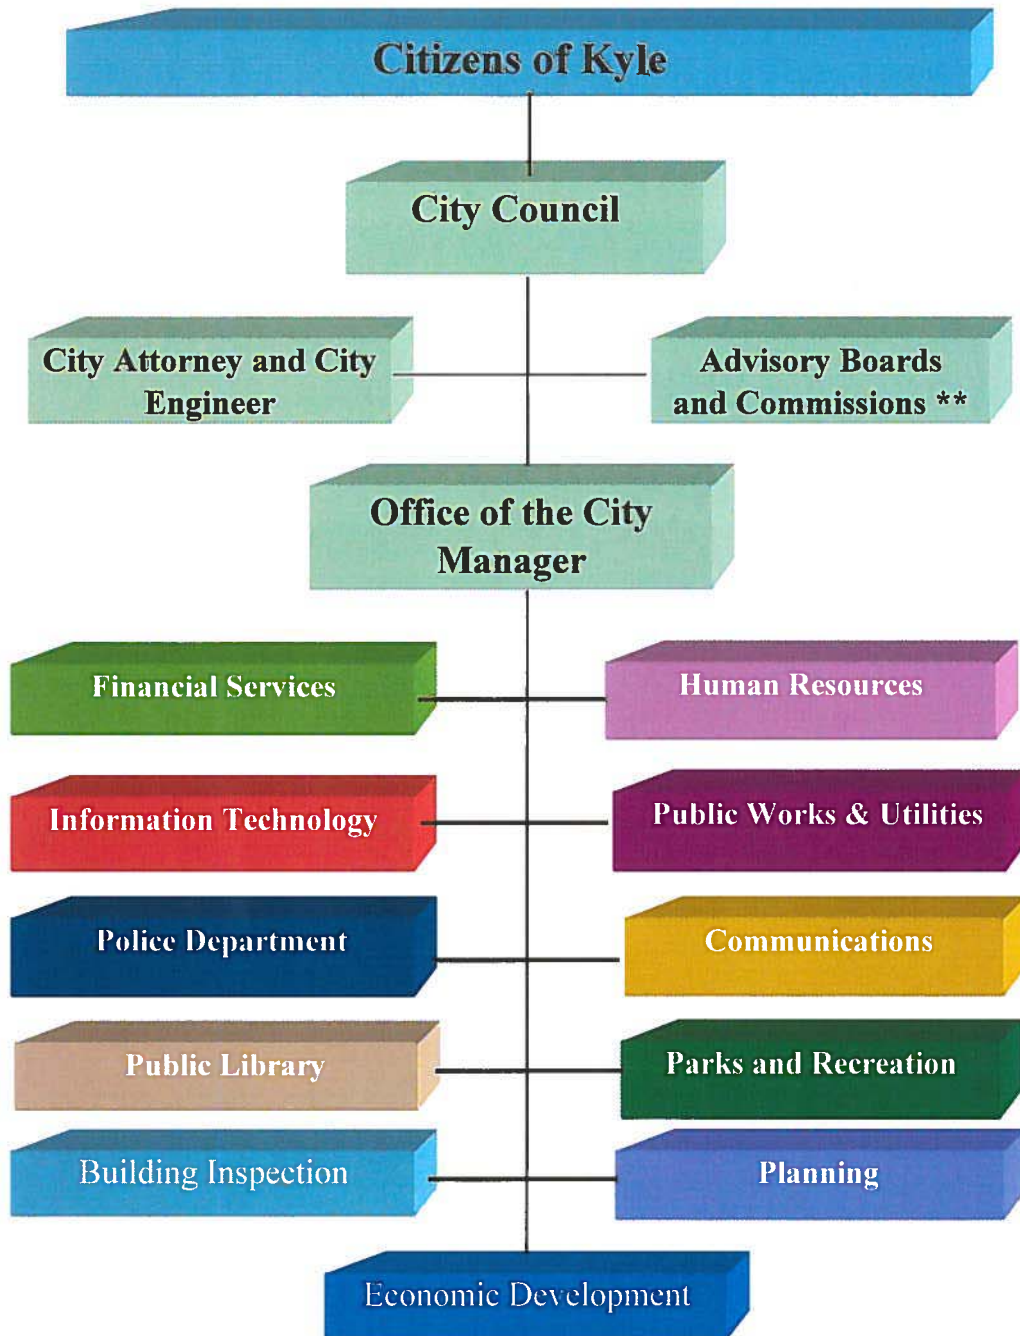 Citizens of Kyle
City Council
City Attorney and City
Engineer
Advisory Boards
and Commissions **
Office of the City
Manager
Financial Services
Human Resources
Information Technology
Public Works & Utilities
Police Department
Communications
Public Library
Parks and Recreation
Building Inspection
Planning
Economic Development